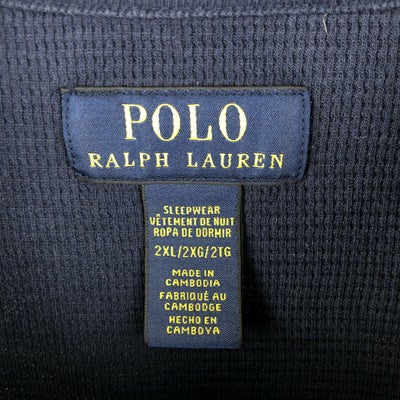 POLO
RALPH LAUREN
SLEEPWEAR
VÊTEMENT DE NUIT
ROPA DE DORMIR
2XL/2XG/2TG
MADE IN
CAMBODIA
FABRIQUÉ AU
CAMBODGE
HECHO EN
CAMBOYA